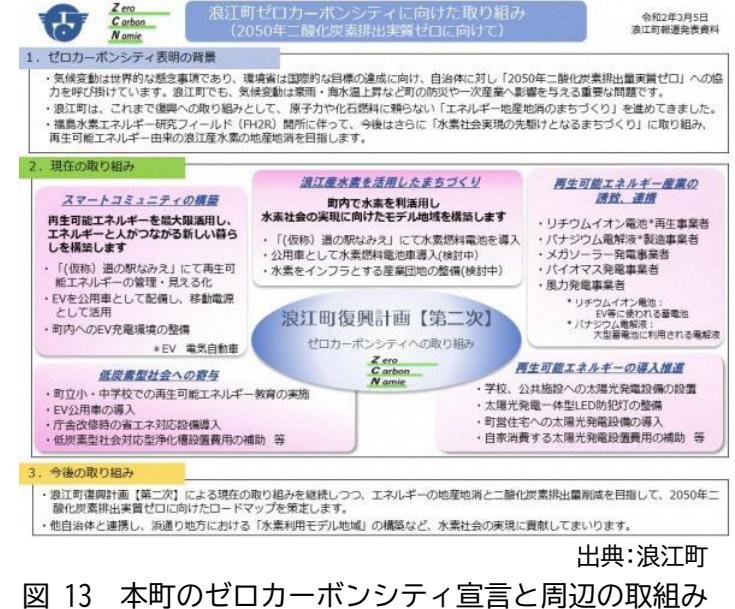 Zero
Carbon
Namie
浪江町ゼロカーボンシティに向けた取り組み
(2050年二酸化炭素排出実質ゼロに向けて)
令和2年3月5日
浪江町報道発表資料
1．ゼロカーボンシティ表明の背景
・気候変動は世界的な懸念事項であり、環境省は国際的な目標の達成に向け、自治体に対し「2050年二酸化炭素排出量実質ゼロ」への協
力を呼び掛けています。浪江町でも、気候変動は豪雨・海水温上昇など町の防災や一次産業へ影響を与える重要な問題です。
・浪江町は、これまで復興への取り組みとして、原子力や化石燃料に頼らない「エネルギー地産地消のまちづくり」を進めてきました。
・福島水素エネルギー研究フィールド（FH2R）開所に伴って、今後はさらに「水素社会実現の先駆けとなるまちづくり」に取り組み、
再生可能エネルギー由来の浪江産水素の地産地消を目指します。
2．現在の取り組み
スマートコミュニティの構築
再生可能エネルギーを最大限活用し、
エネルギーと人がつながる新しい暮ら
しを構築します
・「(仮称) 道の駅なみえ」にて再生可
能エネルギーの管理・見える化
・EVを公用車として配備し、移動電源
として活用
・町内へのEV充電環境の整備
＊EV 電気自動車
浪江産水素を活用したまちづくり
町内で水素を利活用し
水素社会の実現に向けたモデル地域を構築します
・「(仮称) 道の駅なみえ」にて水素燃料電池を導入
・公用車として水素燃料電池車導入(検討中)
・水素をインフラとする産業団地の整備(検討中)
再生可能エネルギー産業の
誘致、連携
・リチウムイオン電池*再生事業者
・バナジウム電解液*製造事業者
・メガソーラー発電事業者
・バイオマス発電事業者
・風力発電事業者
* リチウムイオン電池：
EV等に使われる蓄電池
* バナジウム電解液：
大型蓄電池に利用される電解液
浪江町復興計画【第二次】
ゼロカーボンシティへの取り組み
Zero
Carbon
Namie
低炭素型社会への寄与
・町立小・中学校での再生可能エネルギー教育の実施
・EV公用車の導入
・庁舎改修時の省エネ対応設備導入
・低炭素型社会対応型浄化槽設置費用の補助 等
再生可能エネルギーの導入推進
・学校、公共施設への太陽光発電設備の設置
・太陽光発電一体型LED防犯灯の整備
・町営住宅への太陽光発電設備の導入
・自家消費する太陽光発電設置費用の補助 等
3．今後の取り組み
・浪江町復興計画【第二次】による現在の取り組みを継続しつつ、エネルギーの地産地消と二酸化炭素排出量削減を目指して、2050年二
酸化炭素排出実質ゼロに向けたロードマップを策定します。
・他自治体と連携し、浜通り地方における「水素利用モデル地域」の構築など、水素社会の実現に貢献してまいります。
出典：浪江町
図 13 本町のゼロカーボンシティ宣言と周辺の取組み